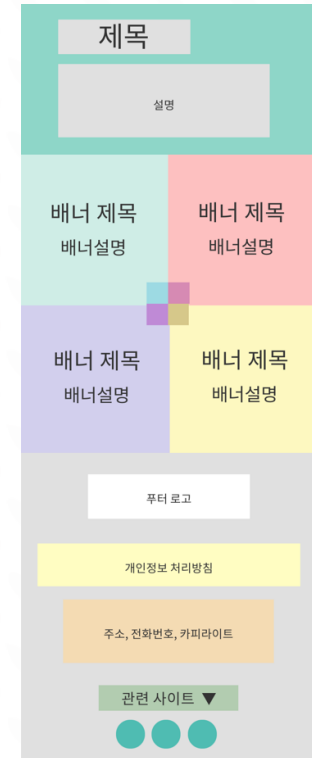 제목
설명
배너 제목 배너 제목
배너설명 배너설명
배너 제목 배너 제목
배너설명 배너설명
푸터 로고
개인정보 처리방침
주소, 전화번호, 카피라이트
관련 사이트 ▼